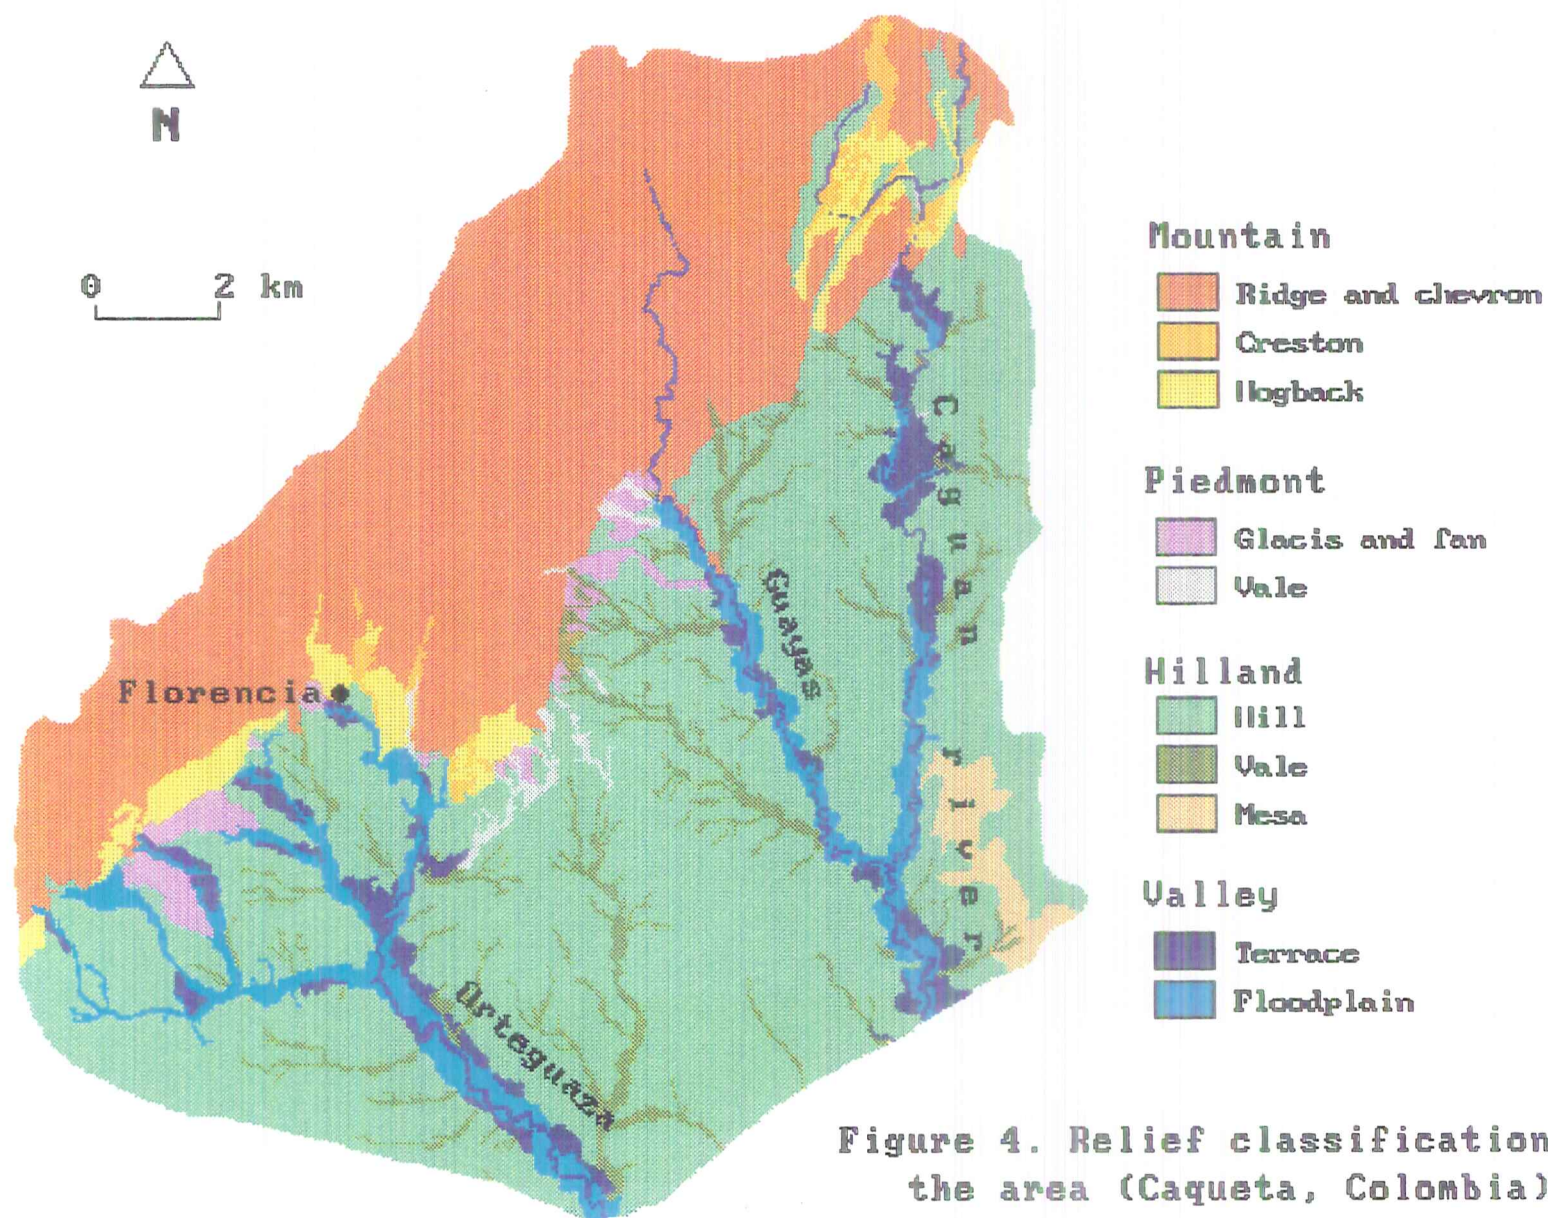 N
0 2 km
Florencia
Caguan river
Guayas
Orteguaza
Mountain
Ridge and chevron
Creston
Hogback
Piedmont
Glacis and fan
Vale
Hilland
Hill
Vale
Mesa
Valley
Terrace
Floodplain
Figure 4. Relief classification
the area (Caqueta, Colombia)